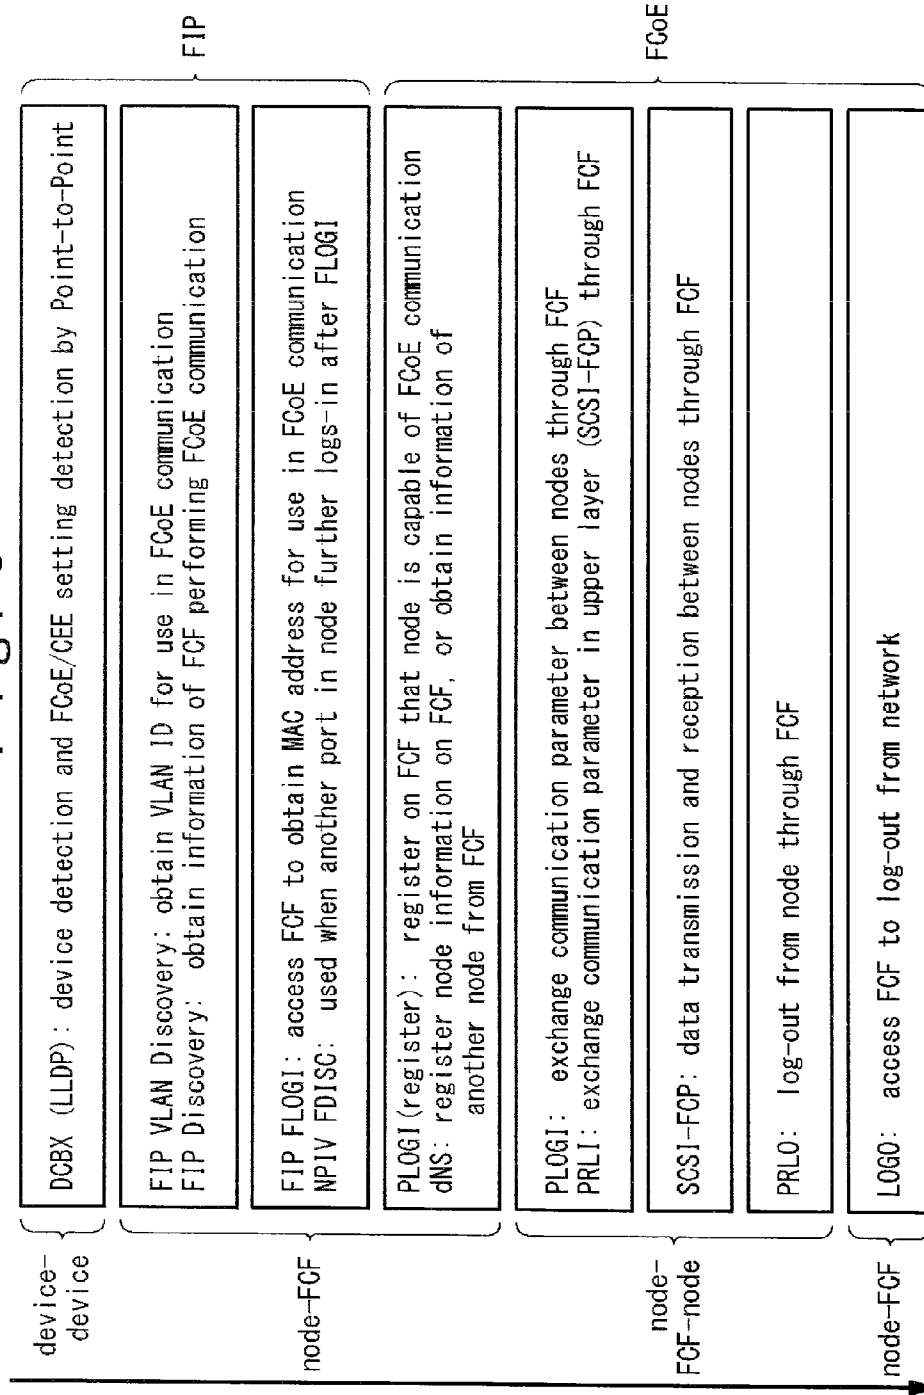 device-
device
DCBX (LLDP): device detection and FCoE/CEE setting detection by Point-to-Point
FIP
node-FCF
FIP VLAN Discovery: obtain VLAN ID for use in FCoE communication
FIP Discovery: obtain information of FCF performing FCoE communication
FIP FLOGI: access FCF to obtain MAC address for use in FCoE communication
NPIV FDISC: used when another port in node further logs-in after FLOGI
PLOGI(register): register on FCF that node is capable of FCoE communication
dNS: register node information on FCF, or obtain information of
another node from FCF
FCoE
node-
FCF-node
PLOGI: exchange communication parameter between nodes through FCF
PRLI: exchange communication parameter in upper layer (SCSI-FCP) through FCF
SCSI-FCP: data transmission and reception between nodes through FCF
PRLO: log-out from node through FCF
node-FCF
LOGO: access FCF to log-out from network